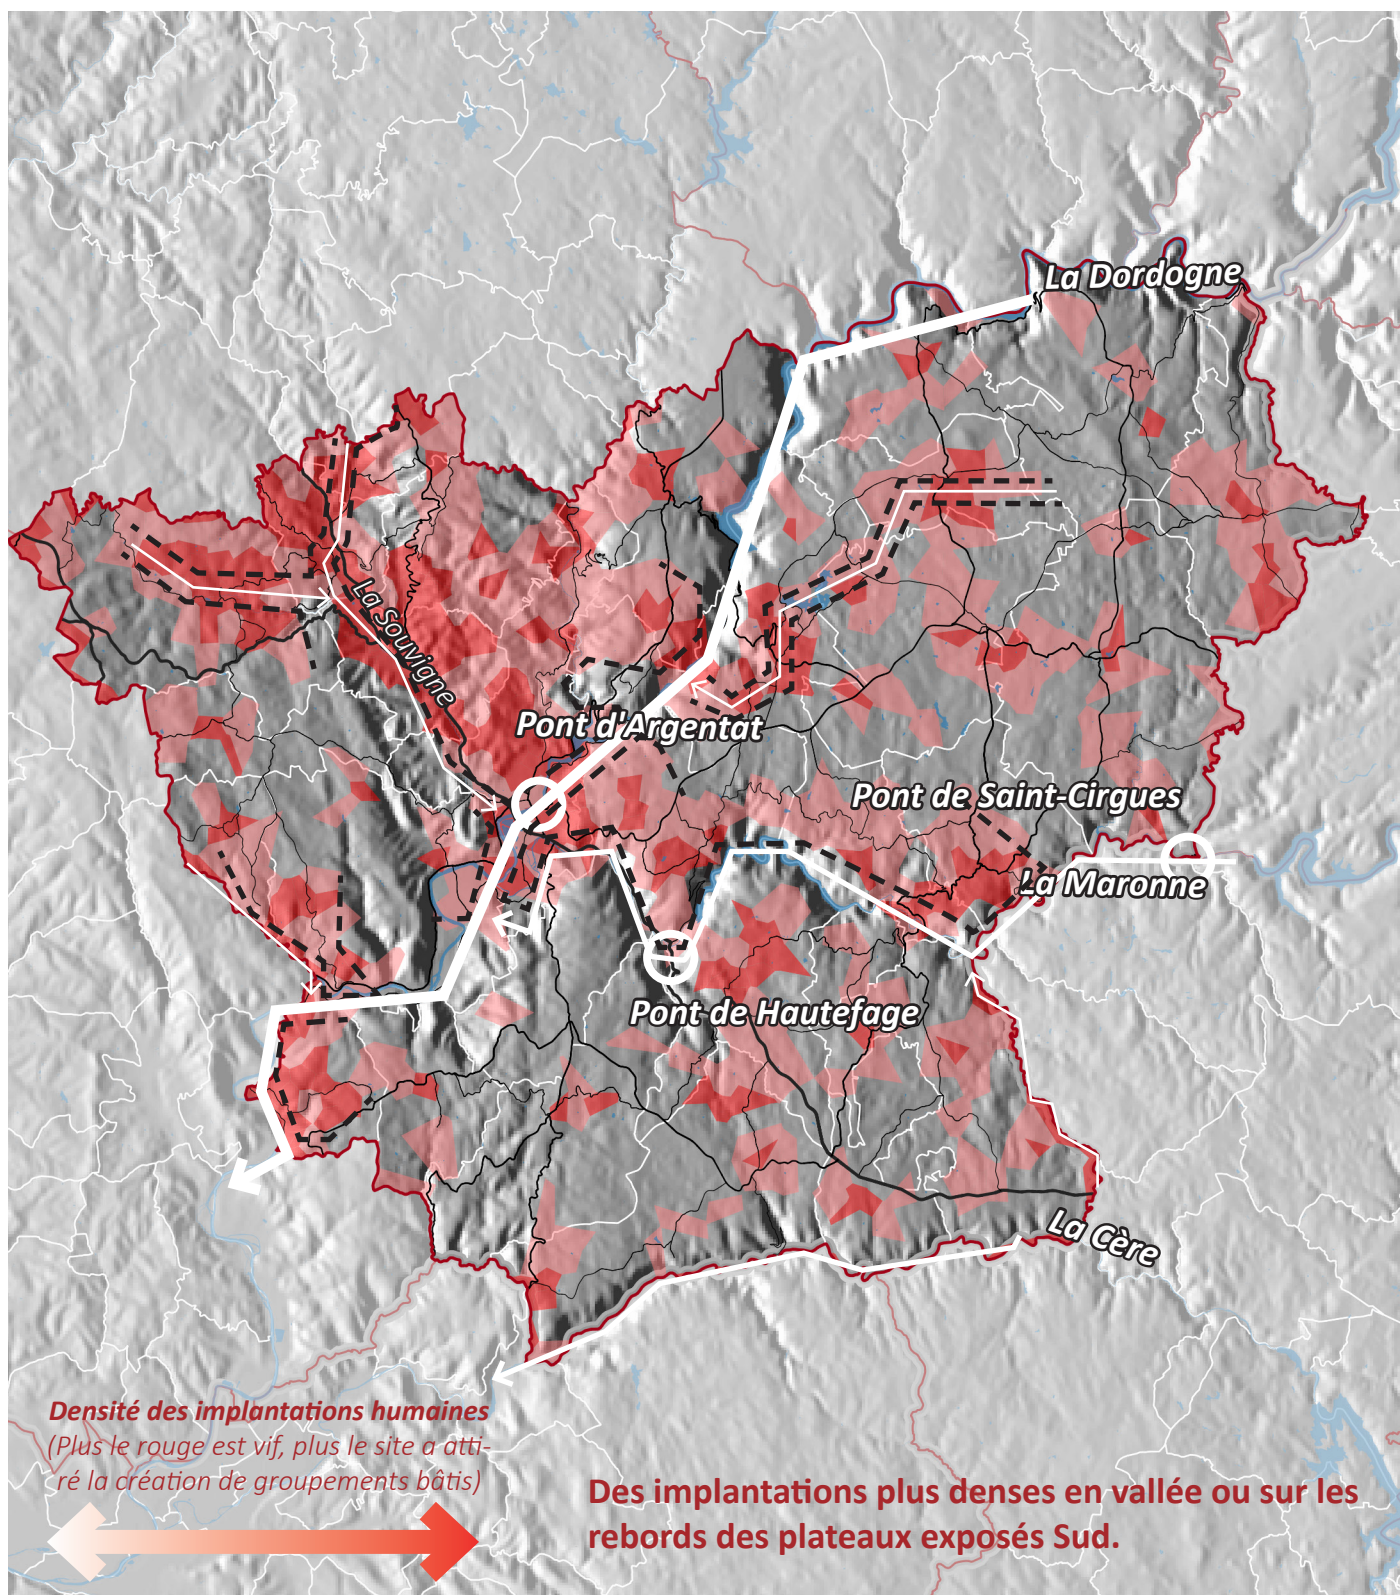 La Dordogne
La Souvigne
Pont d'Argentat
Pont de Saint-Cirgues
La Maronne
Pont de Hautefage
La Cère
Densité des implantations humaines
(Plus le rouge est vif, plus le site a atti-
ré la création de groupements bâtis)
Des implantations plus denses en vallée ou sur les
rebords des plateaux exposés Sud.